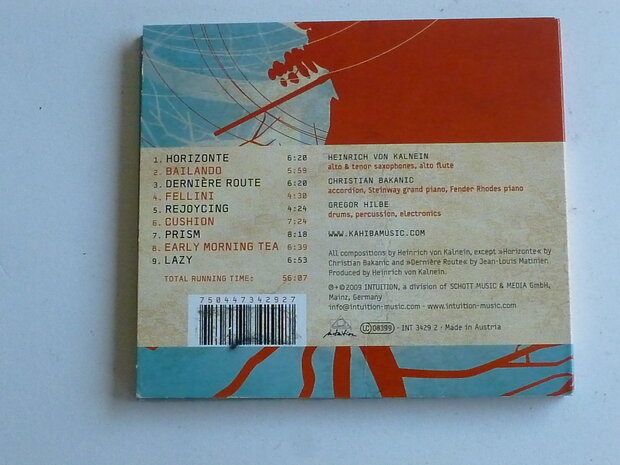 1. HORIZONTE 6:20
2. BAILANDO 5:59
3. DERNIÈRE ROUTE 6:20
4. FELLINI 4:30
5. REJOYCING 4:24
6. CUSHION 7:24
7. PRISM 8:18
8. EARLY MORNING TEA 6:39
9. LAZY 6:53
TOTAL RUNNING TIME: 56:07
7504447342927
HEINRICH VON KALNEIN
alto & tenor saxophones, alto flute
CHRISTIAN BAKANIC
accordion, Steinway grand piano, Fender Rhodes piano
GREGOR HILBE
drums, percussion, electronics
WWW.KAHIBAMUSIC.COM
All compositions by Heinrich von Kalnein, except »Horizonte« by
Christian Bakanic and »Dernière Route« by Jean-Louis Matinier.
Produced by Heinrich von Kalnein.
℗+© 2009 INTUITION, a division of SCHOTT MUSIC & MEDIA GmbH,
Mainz, Germany
info@intuition-music.com - www.intuition-music.com
intuition LC 08399 · INT 3429 2 · Made in Austria